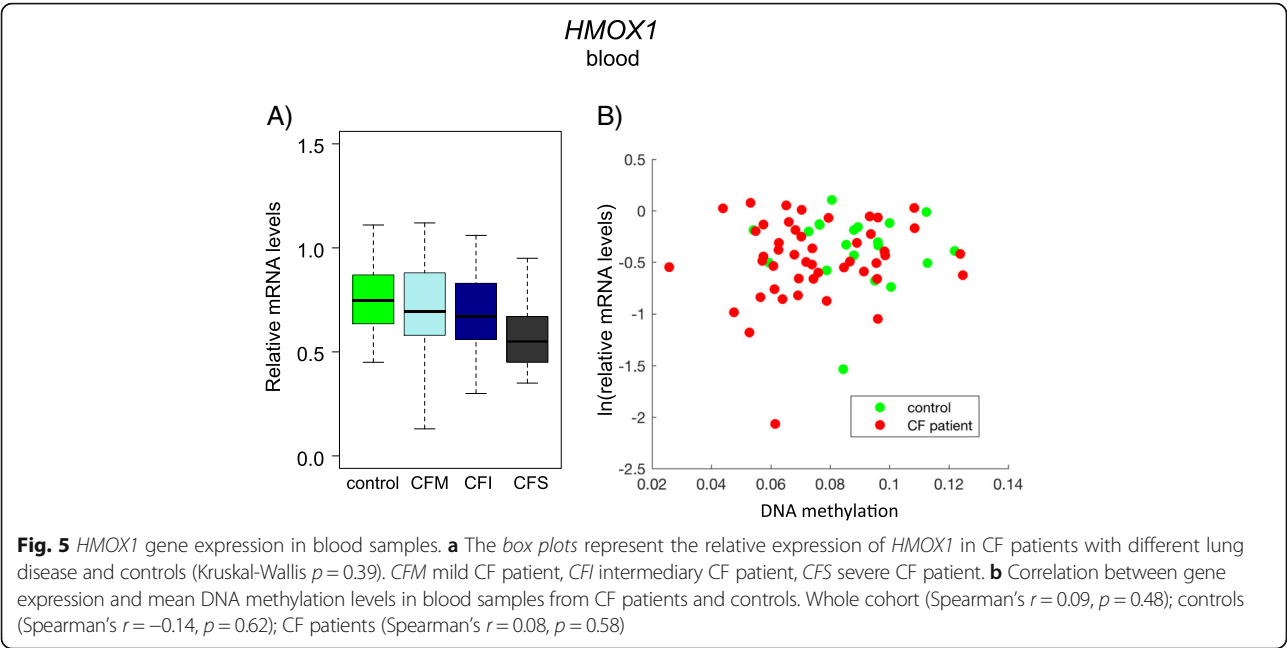 HMOX1
blood
A)
B)
Relative mRNA levels
1.5
1.0
0.5
0.0
control CFM CFI CFS
ln(relative mRNA levels)
0.5
0
-0.5
-1
-1.5
-2
-2.5
control
CF patient
0.02 0.04 0.06 0.08 0.1 0.12 0.14
DNA methylation
Fig. 5 HMOX1 gene expression in blood samples. a The box plots represent the relative expression of HMOX1 in CF patients with different lung
disease and controls (Kruskal-Wallis p = 0.39). CFM mild CF patient, CFI intermediary CF patient, CFS severe CF patient. b Correlation between gene
expression and mean DNA methylation levels in blood samples from CF patients and controls. Whole cohort (Spearman's r = 0.09, p = 0.48); controls
(Spearman's r = −0.14, p = 0.62); CF patients (Spearman's r = 0.08, p = 0.58)